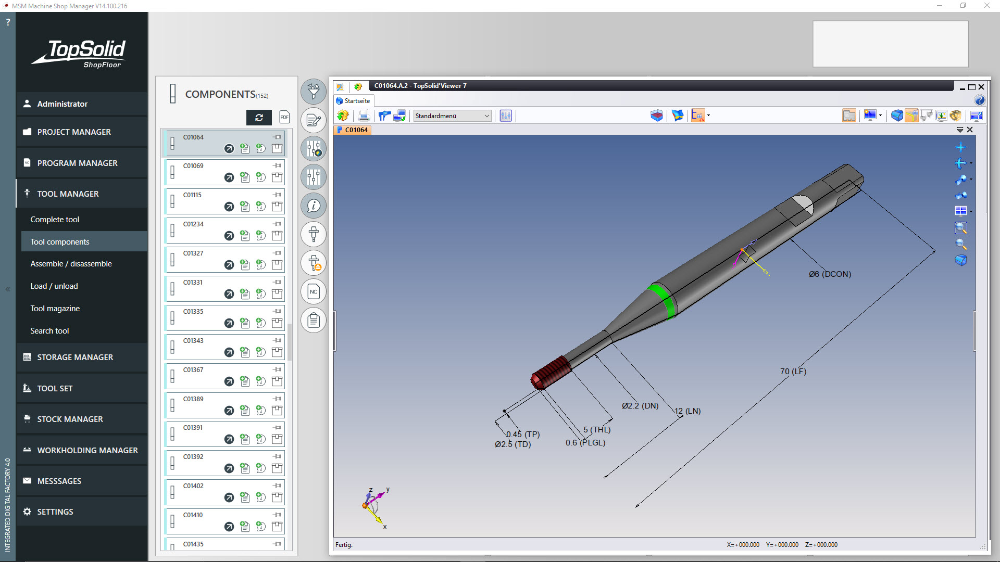 MSM Machine Shop Manager V14.100.216
?
TopSolid
ShopFloor
Administrator
PROJECT MANAGER
NC
PROGRAM MANAGER
TOOL MANAGER
Complete tool
Tool components
Assemble / disassemble
Load / unload
Tool magazine
Search tool
STORAGE MANAGER
TOOL SET
STOCK MANAGER
WORKHOLDING MANAGER
MESSSAGES
SETTINGS
INTEGRATED DIGITAL FACTORY 4.0
COMPONENTS(152)
PDF
C01064
C01069
C01115
C01234
C01327
C01331
C01335
C01343
C01367
C01389
C01391
C01392
C01402
C01410
C01435
i
NC
C01064.A.2 - TopSolid'Viewer 7
Startseite
?
Standardmenü
C01064
Ø6 (DCON)
70 (LF)
Ø2.2 (DN)
12 (LN)
5 (THL)
0.45 (TP)
0.6 (PLGL)
Ø2.5 (TD)
z
y
x
Fertig.
X=+000.000 Y=+000.000 Z=+000.000